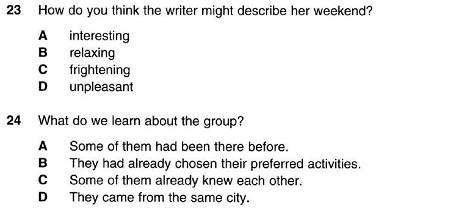 23 How do you think the writer might describe her weekend?
A interesting
B relaxing
C frightening
D unpleasant
24 What do we learn about the group?
A Some of them had been there before.
B They had already chosen their preferred activities.
C Some of them already knew each other.
D They came from the same city.